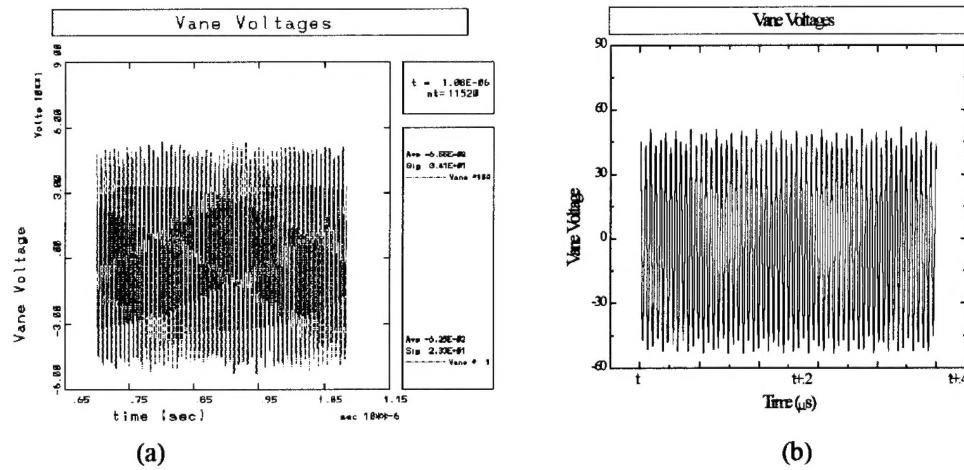 Vane Voltages
Volts 10**1
9.00
6.00
3.00
.00
-3.00
-6.00
Vane Voltage
.65
.75
.85
.95
1.05
1.15
time (sec)
sec 10**-6
t = 1.08E-06
nt= 11520
Vane #150
Vane # 1
(a)
Vane Voltages
90
60
30
0
-30
-60
Vane Voltage
t
t+.2
t+.4
Time (μs)
(b)